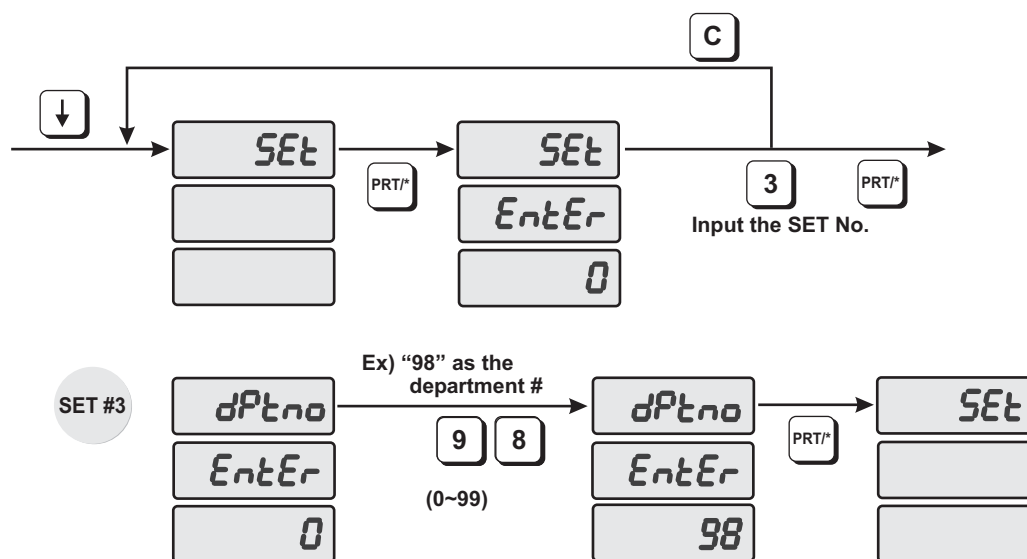 C
↓
SEt
PRT/*
SEt
EntEr
0
3
PRT/*
Input the SET No.
SET #3
dPtno
EntEr
0
Ex) “98” as the
department #
9 8
(0~99)
dPtno
EntEr
98
PRT/*
SEt